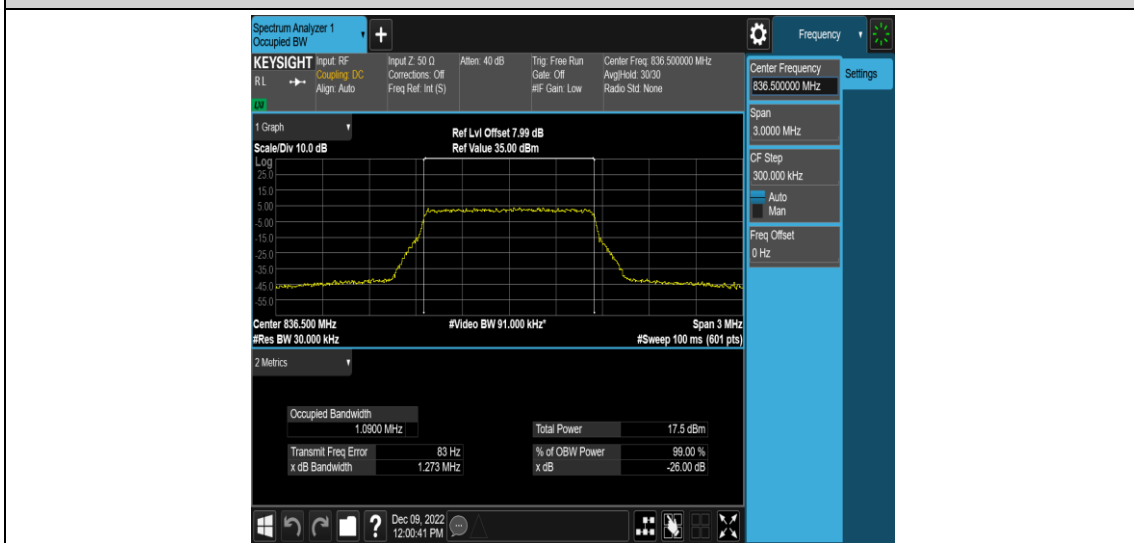 Spectrum Analyzer 1
Occupied BW
+
Frequency
KEYSIGHT Input: RF Input Z: 50 Ω Atten: 40 dB Trig: Free Run Center Freq: 836.500000 MHz
RL Coupling: DC Corrections: Off Gate: Off Avg|Hold: 30/30
Align: Auto Freq Ref: Int (S) #IF Gain: Low Radio Std: None
LXI
Center Frequency
836.500000 MHz
Settings
Span
3.0000 MHz
CF Step
300.000 kHz
Auto
Man
Freq Offset
0 Hz
1 Graph
Ref Lvl Offset 7.99 dB
Scale/Div 10.0 dB Ref Value 35.00 dBm
Log
25.0
15.0
5.00
-5.00
-15.0
-25.0
-35.0
-45.0
-55.0
Center 836.500 MHz #Video BW 91.000 kHz* Span 3 MHz
#Res BW 30.000 kHz #Sweep 100 ms (601 pts)
2 Metrics
Occupied Bandwidth
1.0900 MHz Total Power 17.5 dBm
Transmit Freq Error 83 Hz % of OBW Power 99.00 %
x dB Bandwidth 1.273 MHz x dB -26.00 dB
? Dec 09, 2022
12:00:41 PM